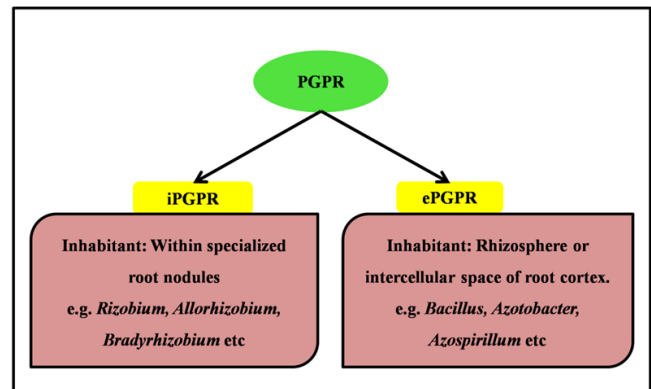 PGPR
iPGPR
ePGPR
Inhabitant: Within specialized
root nodules
e.g. Rizobium, Allorhizobium,
Bradyrhizobium etc
Inhabitant: Rhizosphere or
intercellular space of root cortex.
e.g. Bacillus, Azotobacter,
Azospirillum etc